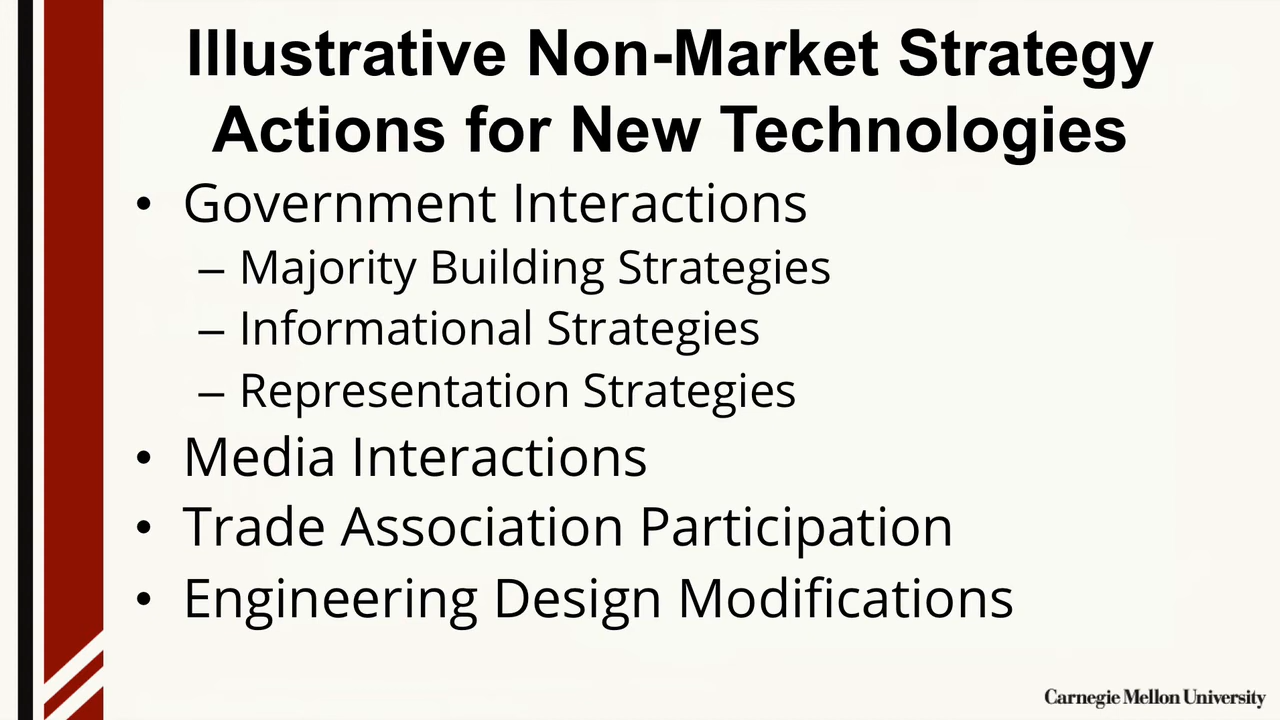 Illustrative Non-Market Strategy
Actions for New Technologies
• Government Interactions
– Majority Building Strategies
– Informational Strategies
– Representation Strategies
• Media Interactions
• Trade Association Participation
• Engineering Design Modifications
Carnegie Mellon University